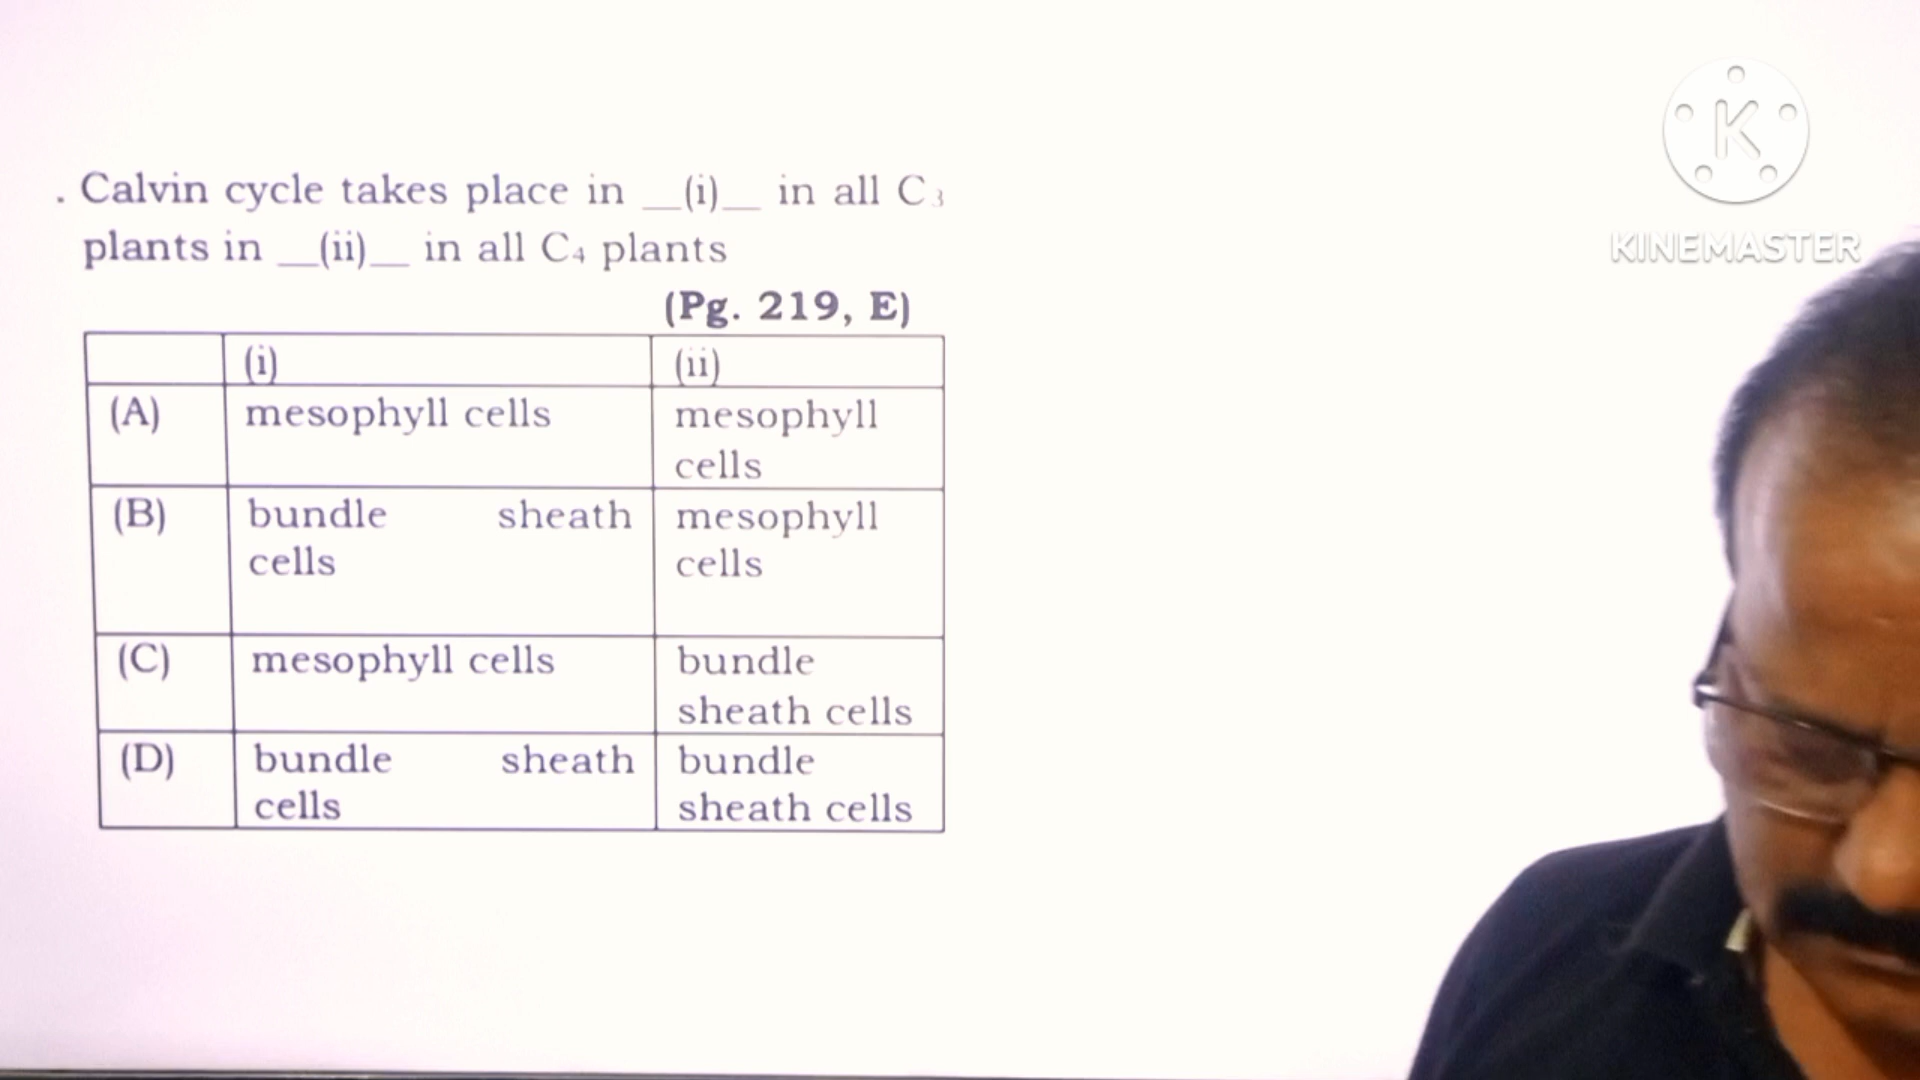 . Calvin cycle takes place in __(i)__ in all C₃
plants in __(ii)__ in all C₄ plants
(Pg. 219, E)
(i) (ii)
(A) mesophyll cells mesophyll
cells
(B) bundle sheath mesophyll
cells cells
(C) mesophyll cells bundle
sheath cells
(D) bundle sheath bundle
cells sheath cells
K
KINEMASTER